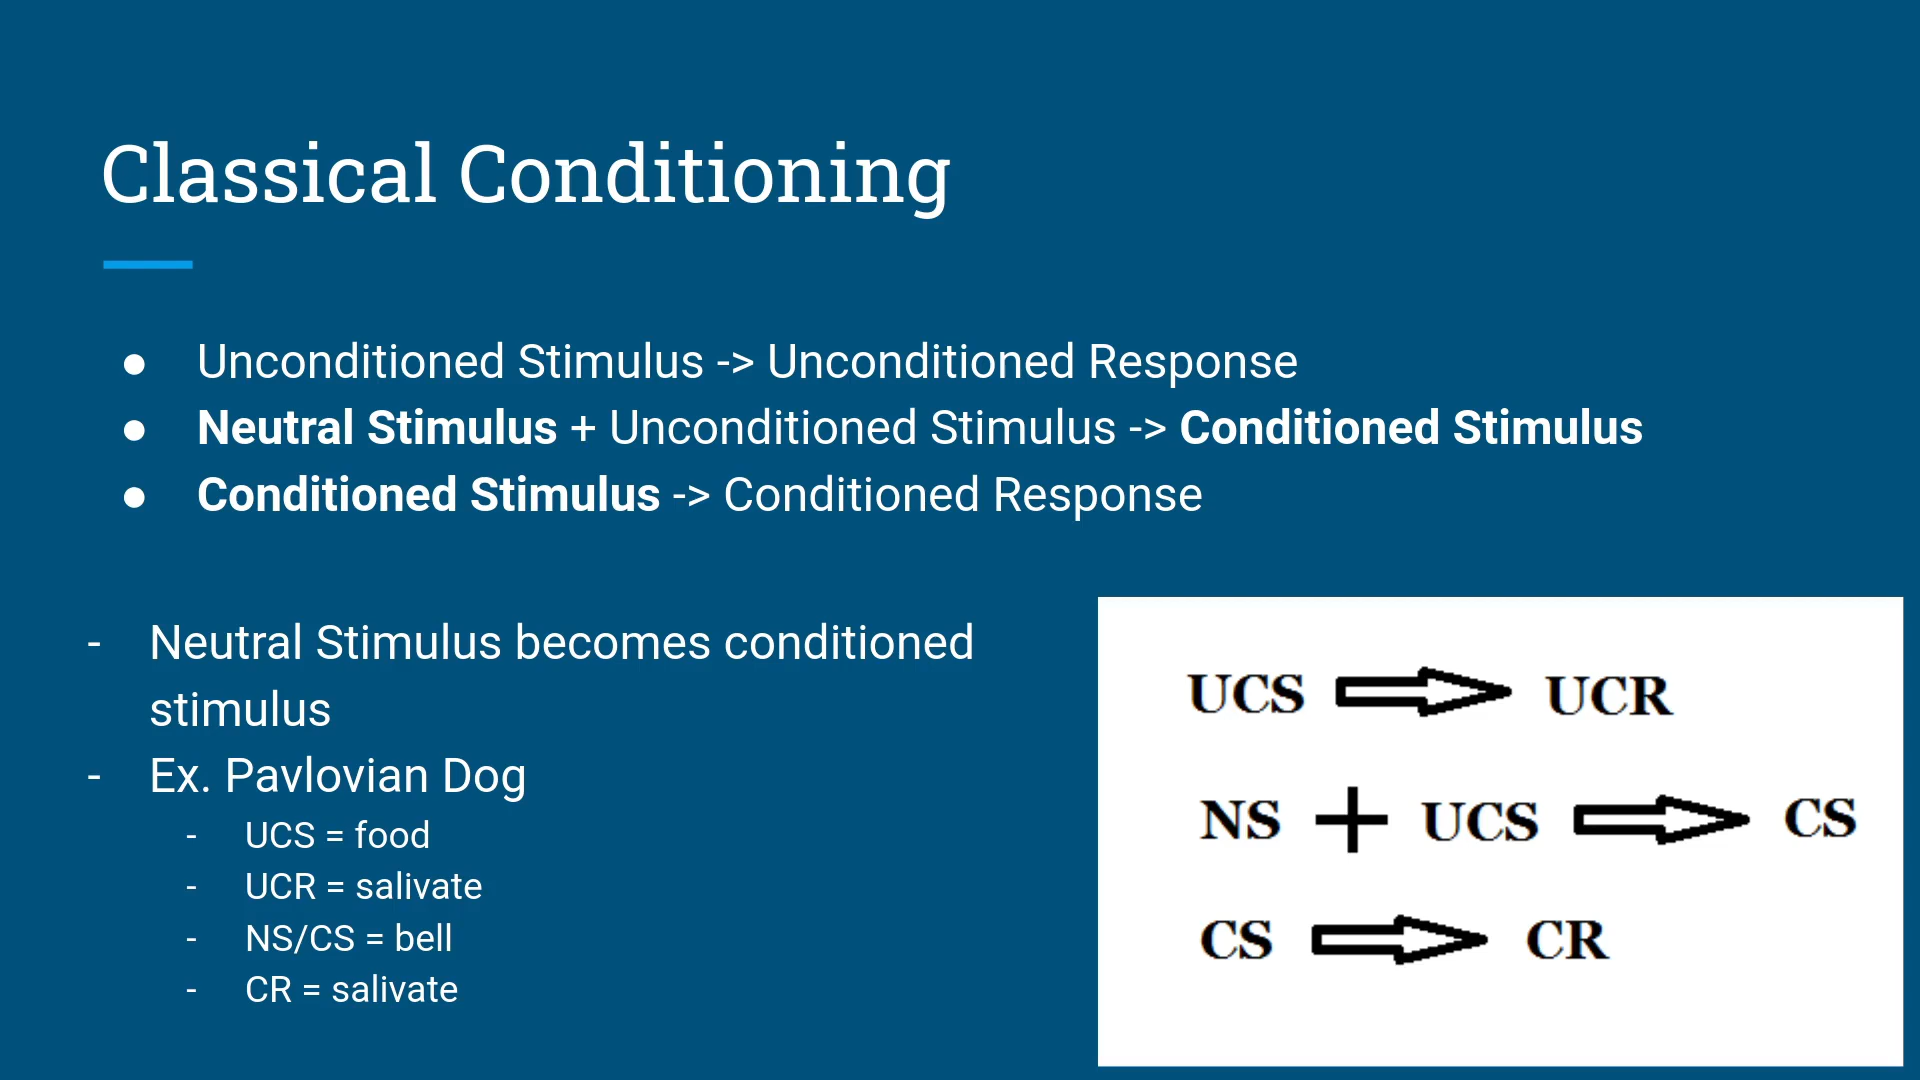 Classical Conditioning
● Unconditioned Stimulus -> Unconditioned Response
● Neutral Stimulus + Unconditioned Stimulus -> Conditioned Stimulus
● Conditioned Stimulus -> Conditioned Response
- Neutral Stimulus becomes conditioned
stimulus
- Ex. Pavlovian Dog
- UCS = food
- UCR = salivate
- NS/CS = bell
- CR = salivate
UCS UCR
NS + UCS CS
CS CR